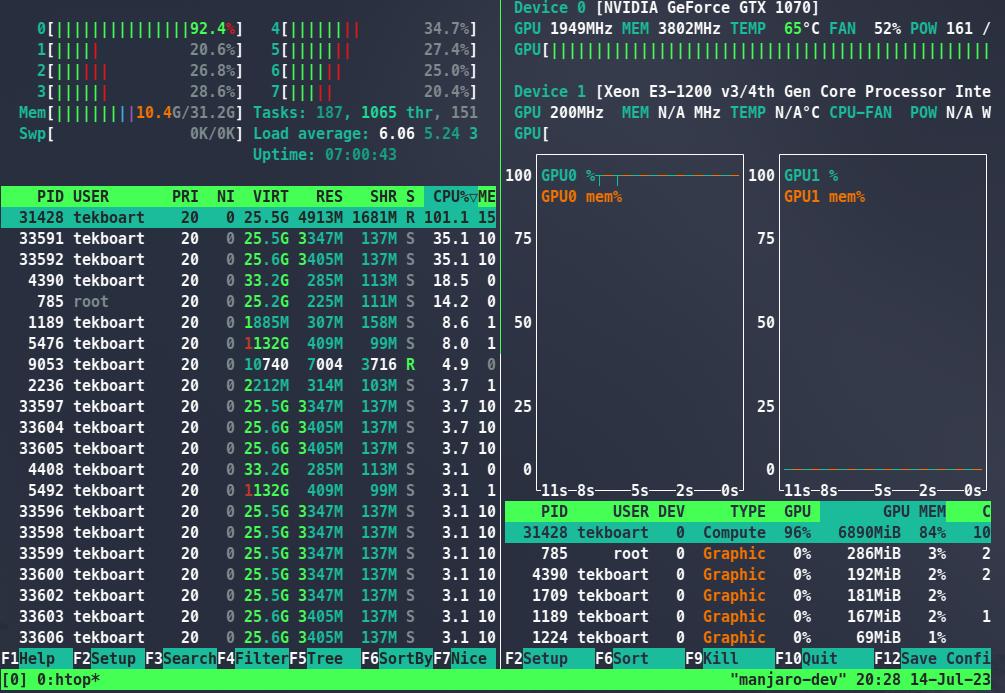 0[|||||||||||||||92.4%]
1[||||| 20.6%]
2[|||||| 26.8%]
3[|||||| 28.6%]
Mem[|||||||||10.4G/31.2G]
Swp[ 0K/0K]
4[|||||||| 34.7%]
5[||||||| 27.4%]
6[|||||| 25.0%]
7[||||| 20.4%]
Tasks: 187, 1065 thr, 151
Load average: 6.06 5.24 3
Uptime: 07:00:43
PID USER PRI NI VIRT RES SHR S CPU%▽ME
31428 tekboart 20 0 25.5G 4913M 1681M R 101.1 15
33591 tekboart 20 0 25.5G 3347M 137M S 35.1 10
33592 tekboart 20 0 25.6G 3405M 137M S 35.1 10
4390 tekboart 20 0 33.2G 285M 113M S 18.5 0
785 root 20 0 25.2G 225M 111M S 14.2 0
1189 tekboart 20 0 1885M 307M 158M S 8.6 1
5476 tekboart 20 0 1132G 409M 99M S 8.0 1
9053 tekboart 20 0 10740 7004 3716 R 4.9 0
2236 tekboart 20 0 2212M 314M 103M S 3.7 1
33597 tekboart 20 0 25.5G 3347M 137M S 3.7 10
33604 tekboart 20 0 25.6G 3405M 137M S 3.7 10
33605 tekboart 20 0 25.6G 3405M 137M S 3.7 10
4408 tekboart 20 0 33.2G 285M 113M S 3.1 0
5492 tekboart 20 0 1132G 409M 99M S 3.1 1
33596 tekboart 20 0 25.5G 3347M 137M S 3.1 10
33598 tekboart 20 0 25.5G 3347M 137M S 3.1 10
33599 tekboart 20 0 25.5G 3347M 137M S 3.1 10
33600 tekboart 20 0 25.5G 3347M 137M S 3.1 10
33602 tekboart 20 0 25.5G 3347M 137M S 3.1 10
33603 tekboart 20 0 25.6G 3405M 137M S 3.1 10
33606 tekboart 20 0 25.6G 3405M 137M S 3.1 10
F1Help F2Setup F3SearchF4FilterF5Tree F6SortByF7Nice
Device 0 [NVIDIA GeForce GTX 1070]
GPU 1949MHz MEM 3802MHz TEMP 65°C FAN 52% POW 161 /
GPU[|||||||||||||||||||||||||||||||||||||||||||||||||
Device 1 [Xeon E3-1200 v3/4th Gen Core Processor Inte
GPU 200MHz MEM N/A MHz TEMP N/A°C CPU-FAN POW N/A W
GPU[
100
75
50
25
0
GPU0 %
GPU0 mem%
11s 8s 5s 2s 0s
100
75
50
25
0
GPU1 %
GPU1 mem%
11s 8s 5s 2s 0s
PID USER DEV TYPE GPU GPU MEM C
31428 tekboart 0 Compute 96% 6890MiB 84% 10
785 root 0 Graphic 0% 286MiB 3% 2
4390 tekboart 0 Graphic 0% 192MiB 2% 2
1709 tekboart 0 Graphic 0% 181MiB 2%
1189 tekboart 0 Graphic 0% 167MiB 2% 1
1224 tekboart 0 Graphic 0% 69MiB 1%
F2Setup F6Sort F9Kill F10Quit F12Save Confi
[0] 0:htop* "manjaro-dev" 20:28 14-Jul-23